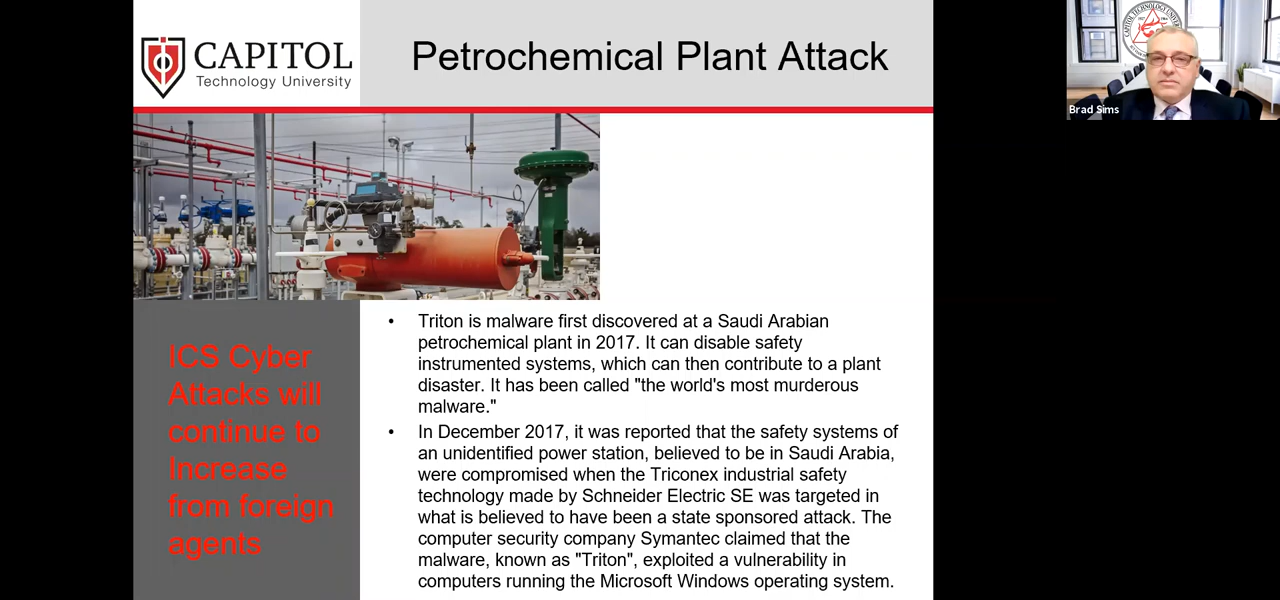 CAPITOL
Technology University
Petrochemical Plant Attack
Brad Sims
ICS Cyber
Attacks will
continue to
Increase
from foreign
agents
• Triton is malware first discovered at a Saudi Arabian
petrochemical plant in 2017. It can disable safety
instrumented systems, which can then contribute to a plant
disaster. It has been called "the world's most murderous
malware."
• In December 2017, it was reported that the safety systems of
an unidentified power station, believed to be in Saudi Arabia,
were compromised when the Triconex industrial safety
technology made by Schneider Electric SE was targeted in
what is believed to have been a state sponsored attack. The
computer security company Symantec claimed that the
malware, known as "Triton", exploited a vulnerability in
computers running the Microsoft Windows operating system.